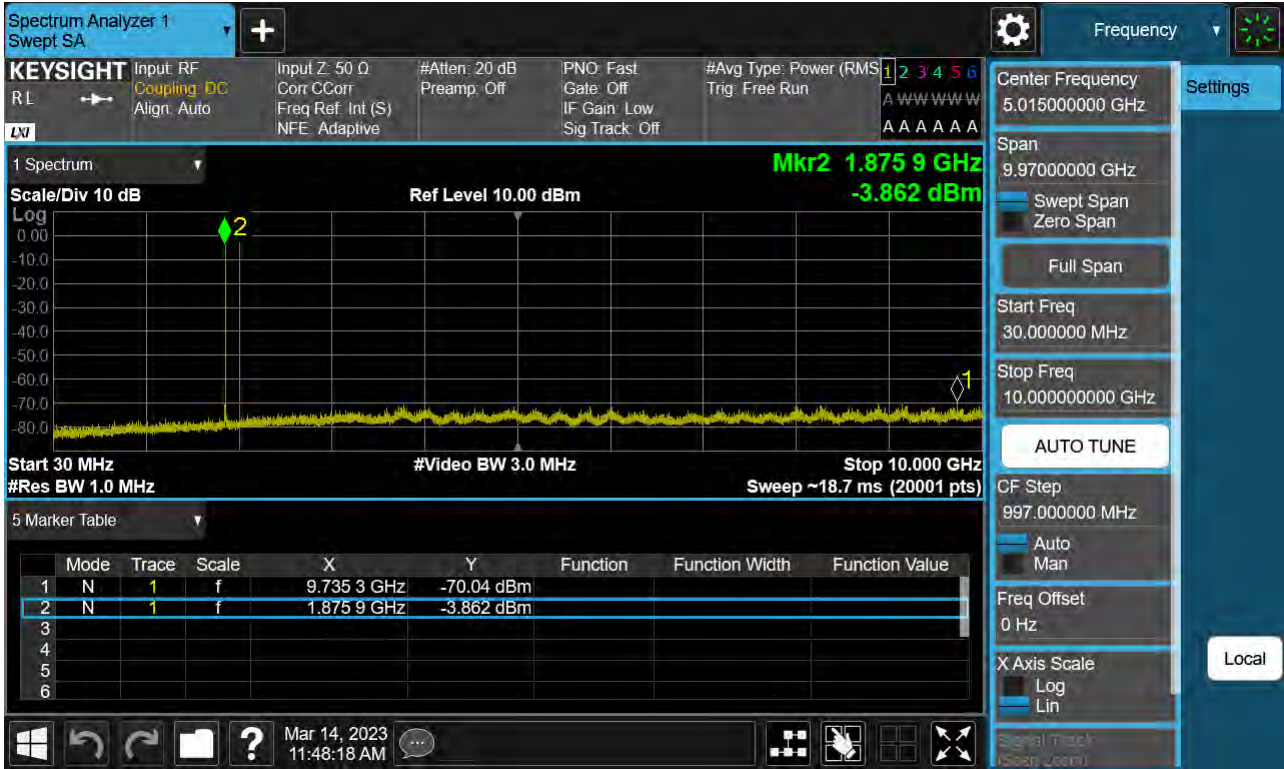 Spectrum Analyzer 1
Swept SA
+
Frequency
KEYSIGHT
RL
LXI
Input: RF
Coupling: DC
Align: Auto
Input Z: 50 Ω
Corr CCorr
Freq Ref: Int (S)
NFE: Adaptive
#Atten: 20 dB
Preamp: Off
PNO: Fast
Gate: Off
IF Gain: Low
Sig Track: Off
#Avg Type: Power (RMS
Trig: Free Run
1 2 3 4 5 6
A W W W W W
A A A A A A
1 Spectrum
Mkr2 1.875 9 GHz
-3.862 dBm
Scale/Div 10 dB
Ref Level 10.00 dBm
Log
0.00
-10.0
-20.0
-30.0
-40.0
-50.0
-60.0
-70.0
-80.0
2
1
Start 30 MHz
#Video BW 3.0 MHz
Stop 10.000 GHz
#Res BW 1.0 MHz
Sweep ~18.7 ms (20001 pts)
5 Marker Table
Mode Trace Scale X Y Function Function Width Function Value
1 N 1 f 9.735 3 GHz -70.04 dBm
2 N 1 f 1.875 9 GHz -3.862 dBm
3
4
5
6
Mar 14, 2023
11:48:18 AM
?
Center Frequency
5.015000000 GHz
Span
9.97000000 GHz
Swept Span
Zero Span
Full Span
Start Freq
30.000000 MHz
Stop Freq
10.000000000 GHz
AUTO TUNE
CF Step
997.000000 MHz
Auto
Man
Freq Offset
0 Hz
X Axis Scale
Log
Lin
Signal Track
(Span Zoom)
Settings
Local